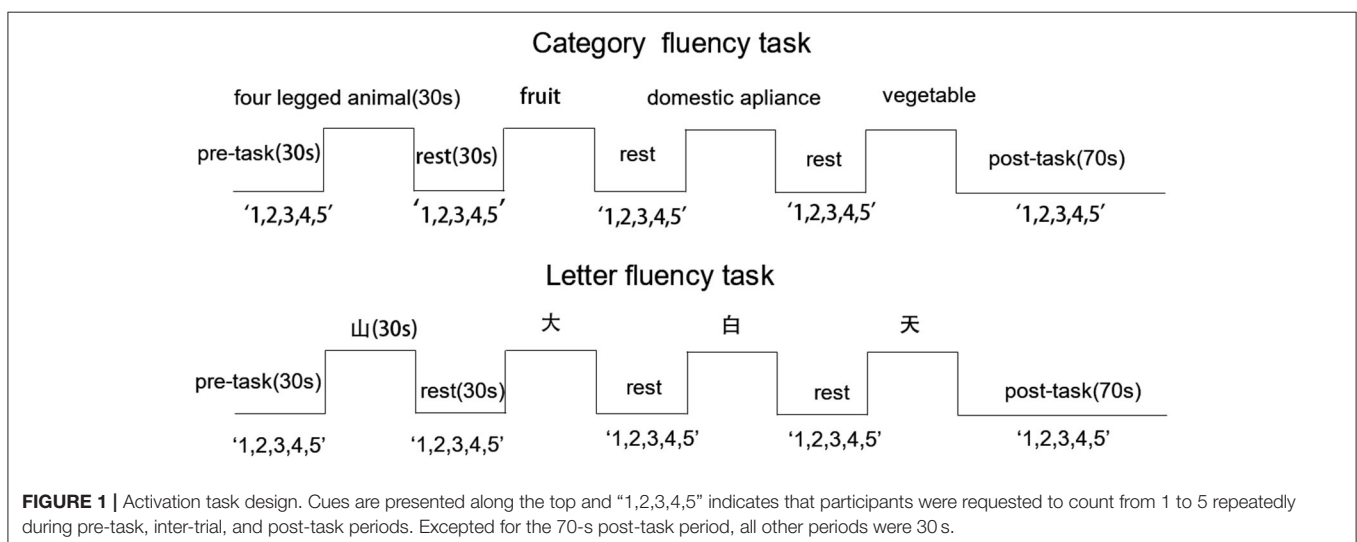 Category fluency task
four legged animal(30s) fruit domestic apliance vegetable
pre-task(30s) rest(30s) rest rest post-task(70s)
‘1,2,3,4,5’ ‘1,2,3,4,5’ ‘1,2,3,4,5’ ‘1,2,3,4,5’ ‘1,2,3,4,5’
Letter fluency task
山(30s) 大 白 天
pre-task(30s) rest(30s) rest rest post-task(70s)
‘1,2,3,4,5’ ‘1,2,3,4,5’ ‘1,2,3,4,5’ ‘1,2,3,4,5’ ‘1,2,3,4,5’
FIGURE 1 | Activation task design. Cues are presented along the top and “1,2,3,4,5” indicates that participants were requested to count from 1 to 5 repeatedly
during pre-task, inter-trial, and post-task periods. Excepted for the 70-s post-task period, all other periods were 30 s.